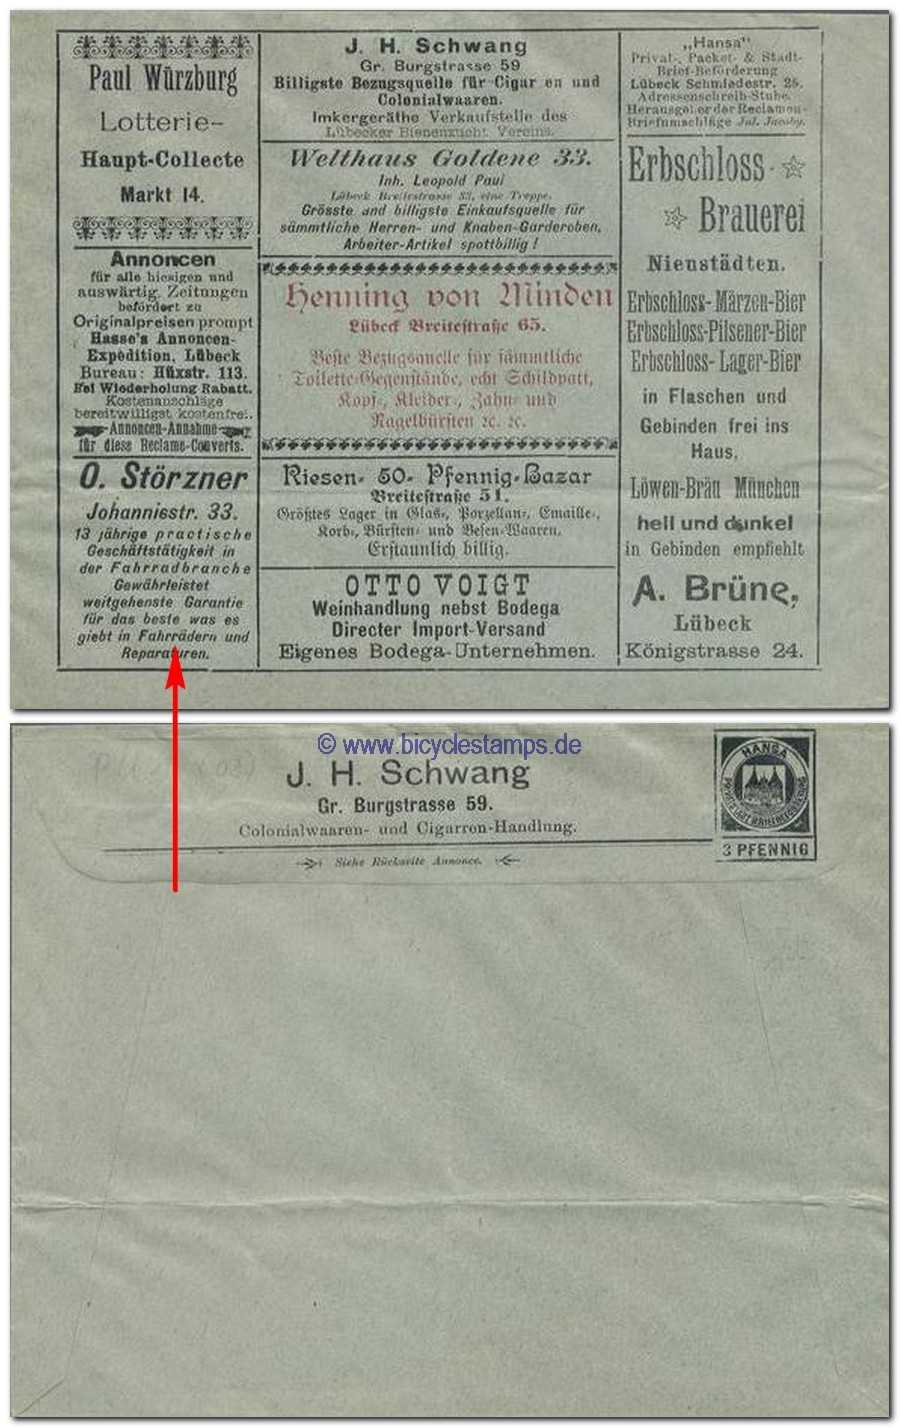 Paul Würzburg
Lotterie-
Haupt-Collecte
Markt 14.
Annoncen
für alle hiesigen und
auswärtig. Zeitungen
befördert zu
Originalpreisen prompt
Hasse's Annoncen-
Expedition, Lübeck
Bureau: Hüxstr. 113.
Bei Wiederholung Rabatt.
Kostenanschläge
bereitwilligst kostenfrei.
Annoncen-Annahme
für diese Reclame-Couverts.
O. Störzner
Johannisstr. 33.
13 jährige practische
Geschäftstätigkeit in
der Fahrradbranche
Gewährleistet
weitgehenste Garantie
für das beste was es
giebt in Fahrrädern und
Reparaturen.
J. H. Schwang
Gr. Burgstrasse 59
Billigste Bezugsquelle für Cigar en und
Colonialwaaren.
Imkergeräthe Verkaufstelle des
Lübecker Bienenzucht Vereins.
Welthaus Goldene 33.
Inh. Leopold Paul
Lübeck Breitestrasse 33, eine Treppe.
Grösste and billigste Einkaufsquelle für
sämmtliche Herren- und Knaben-Garderoben,
Arbeiter-Artikel spottbillig !
Henning von Minden
Lübeck Breitestraße 65.
Beste Bezugsquelle für sämmtliche
Toilette-Gegenstände, echt Schildpatt,
Kopf-, Kleider-, Zahn- und
Nagelbürsten ꝛc. ꝛc.
Riesen- 50- Pfennig-Bazar
Breitestraße 51.
Größtes Lager in Glas-, Porzellan-, Emaille-,
Korb-, Bürsten- und Besen-Waaren.
Erstaunlich billig.
OTTO VOIGT
Weinhandlung nebst Bodega
Directer Import-Versand
Eigenes Bodega-Unternehmen.
„Hansa"
Privat-, Packet- & Stadt-
Brief-Beförderung
Lübeck Schmiedestr. 25.
Adressenschreib-Stube.
Herausgeber der Reclamen-
Briefumschläge Jul. Jacoby.
Erbschloss-
Brauerei
Nienstädten.
Erbschloss-Märzen-Bier
Erbschloss-Pilsener-Bier
Erbschloss-Lager-Bier
in Flaschen und
Gebinden frei ins
Haus.
Löwen-Bräu München
hell und dunkel
in Gebinden empfiehlt
A. Brüne,
Lübeck
Königstrasse 24.
© www.bicyclestamps.de
J. H. Schwang
Gr. Burgstrasse 59.
Colonialwaaren- und Cigarren-Handlung.
Siehe Rückseite Annonce.
HANSA
3 PFENNIG